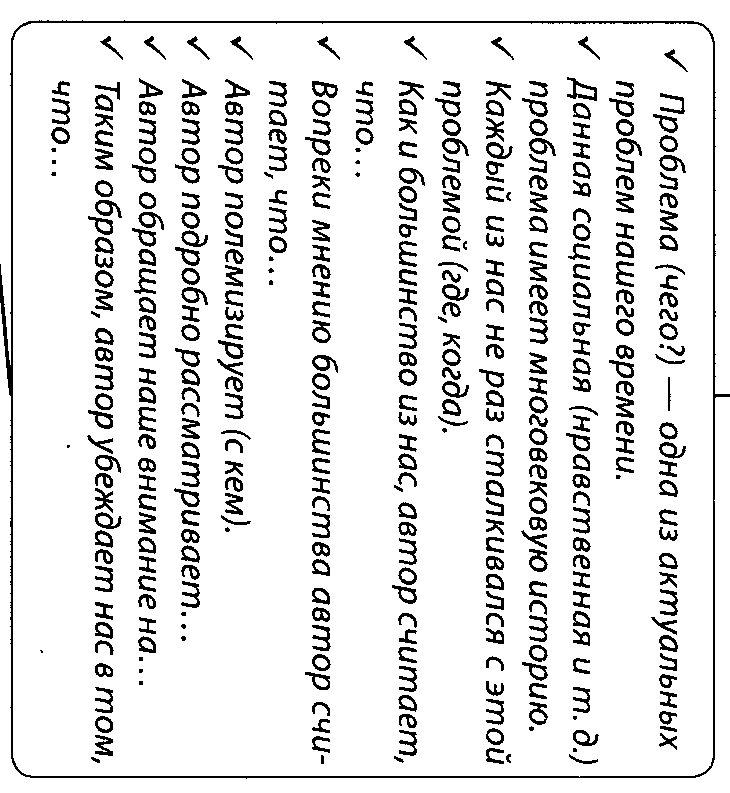 ✓ Проблема (чего?) — одна из актуальных
проблем нашего времени.
✓ Данная социальная (нравственная и т. д.)
проблема имеет многовековую историю.
✓ Каждый из нас не раз сталкивался с этой
проблемой (где, когда).
✓ Как и большинство из нас, автор считает,
что…
✓ Вопреки мнению большинства автор счи-
тает, что…
✓ Автор полемизирует (с кем).
✓ Автор подробно рассматривает…
✓ Автор обращает наше внимание на…
✓ Таким образом, автор убеждает нас в том,
что…